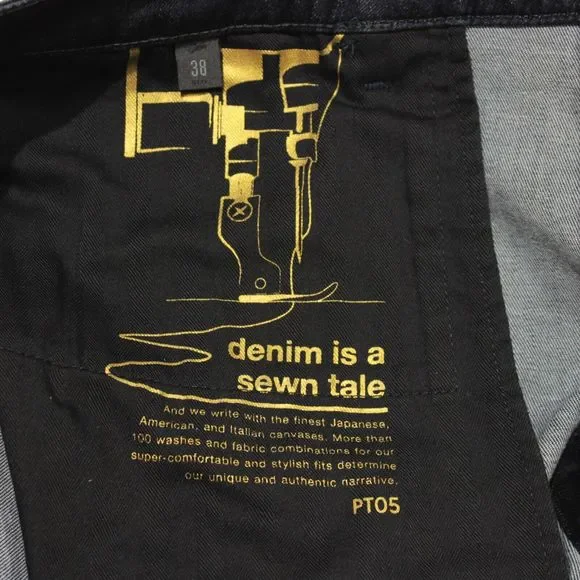 38
denim is a
sewn tale
And we write with the finest Japanese,
American, and Italian canvases. More than
100 washes and fabric combinations for our
super-comfortable and stylish fits determine
our unique and authentic narrative.
PT05